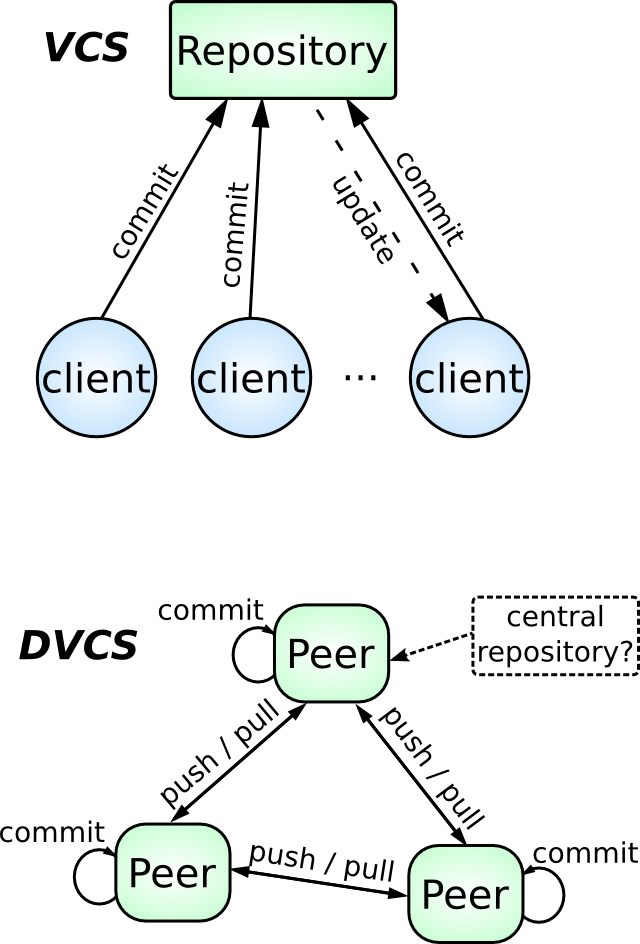 VCS
Repository
commit
commit
update
commit
client
client
...
client
commit
DVCS
Peer
central
repository?
push / pull
push / pull
commit
Peer
push / pull
Peer
commit